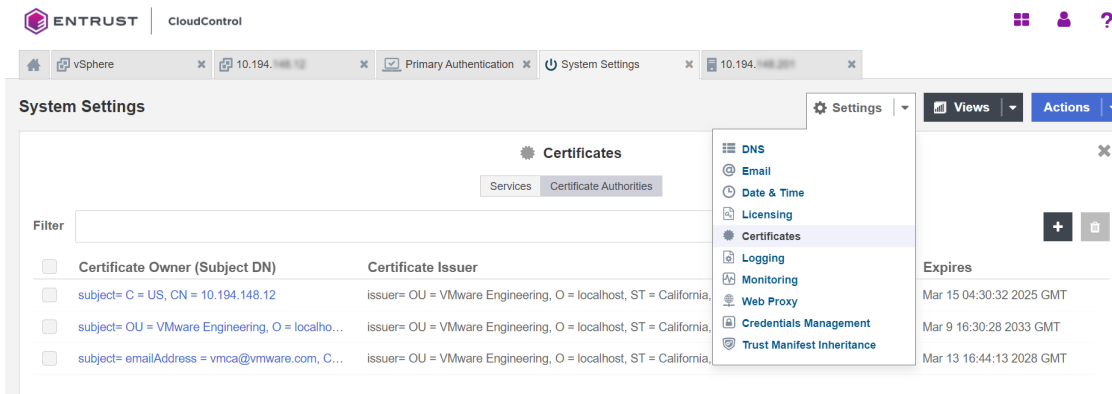 ENTRUST CloudControl ?
vSphere
10.194.
Primary Authentication
System Settings
10.194.
System Settings
Settings
Views
Actions
Certificates
Services
Certificate Authorities
Filter
DNS
Email
Date & Time
Licensing
Certificates
Logging
Monitoring
Web Proxy
Credentials Management
Trust Manifest Inheritance
Certificate Owner (Subject DN) Certificate Issuer Expires
subject= C = US, CN = 10.194.148.12 issuer= OU = VMware Engineering, O = localhost, ST = California, Mar 15 04:30:32 2025 GMT
subject= OU = VMware Engineering, O = localho... issuer= OU = VMware Engineering, O = localhost, ST = California, Mar 9 16:30:28 2033 GMT
subject= emailAddress = vmca@vmware.com, C... issuer= OU = VMware Engineering, O = localhost, ST = California, Mar 13 16:44:13 2028 GMT